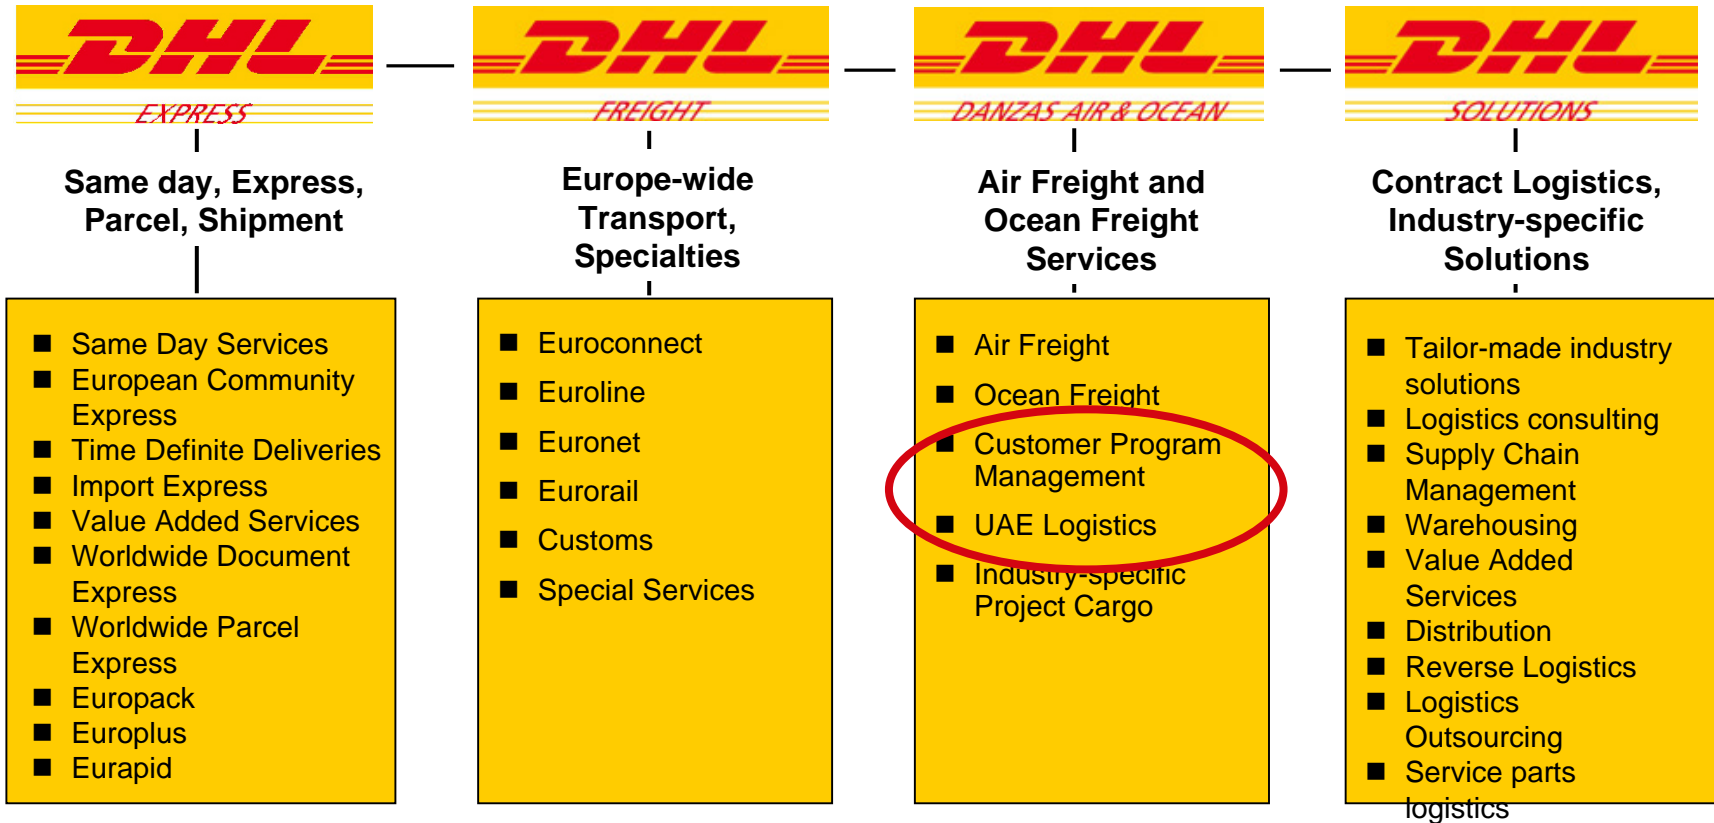 DHL
EXPRESS
Same day, Express,
Parcel, Shipment
Same Day Services
European Community
Express
Time Definite Deliveries
Import Express
Value Added Services
Worldwide Document
Express
Worldwide Parcel
Express
Europack
Europlus
Eurapid
DHL
FREIGHT
Europe-wide
Transport,
Specialties
Euroconnect
Euroline
Euronet
Eurorail
Customs
Special Services
DHL
DANZAS AIR & OCEAN
Air Freight and
Ocean Freight
Services
Air Freight
Ocean Freight
Customer Program
Management
UAE Logistics
Industry-specific
Project Cargo
DHL
SOLUTIONS
Contract Logistics,
Industry-specific
Solutions
Tailor-made industry
solutions
Logistics consulting
Supply Chain
Management
Warehousing
Value Added
Services
Distribution
Reverse Logistics
Logistics
Outsourcing
Service parts
logistics